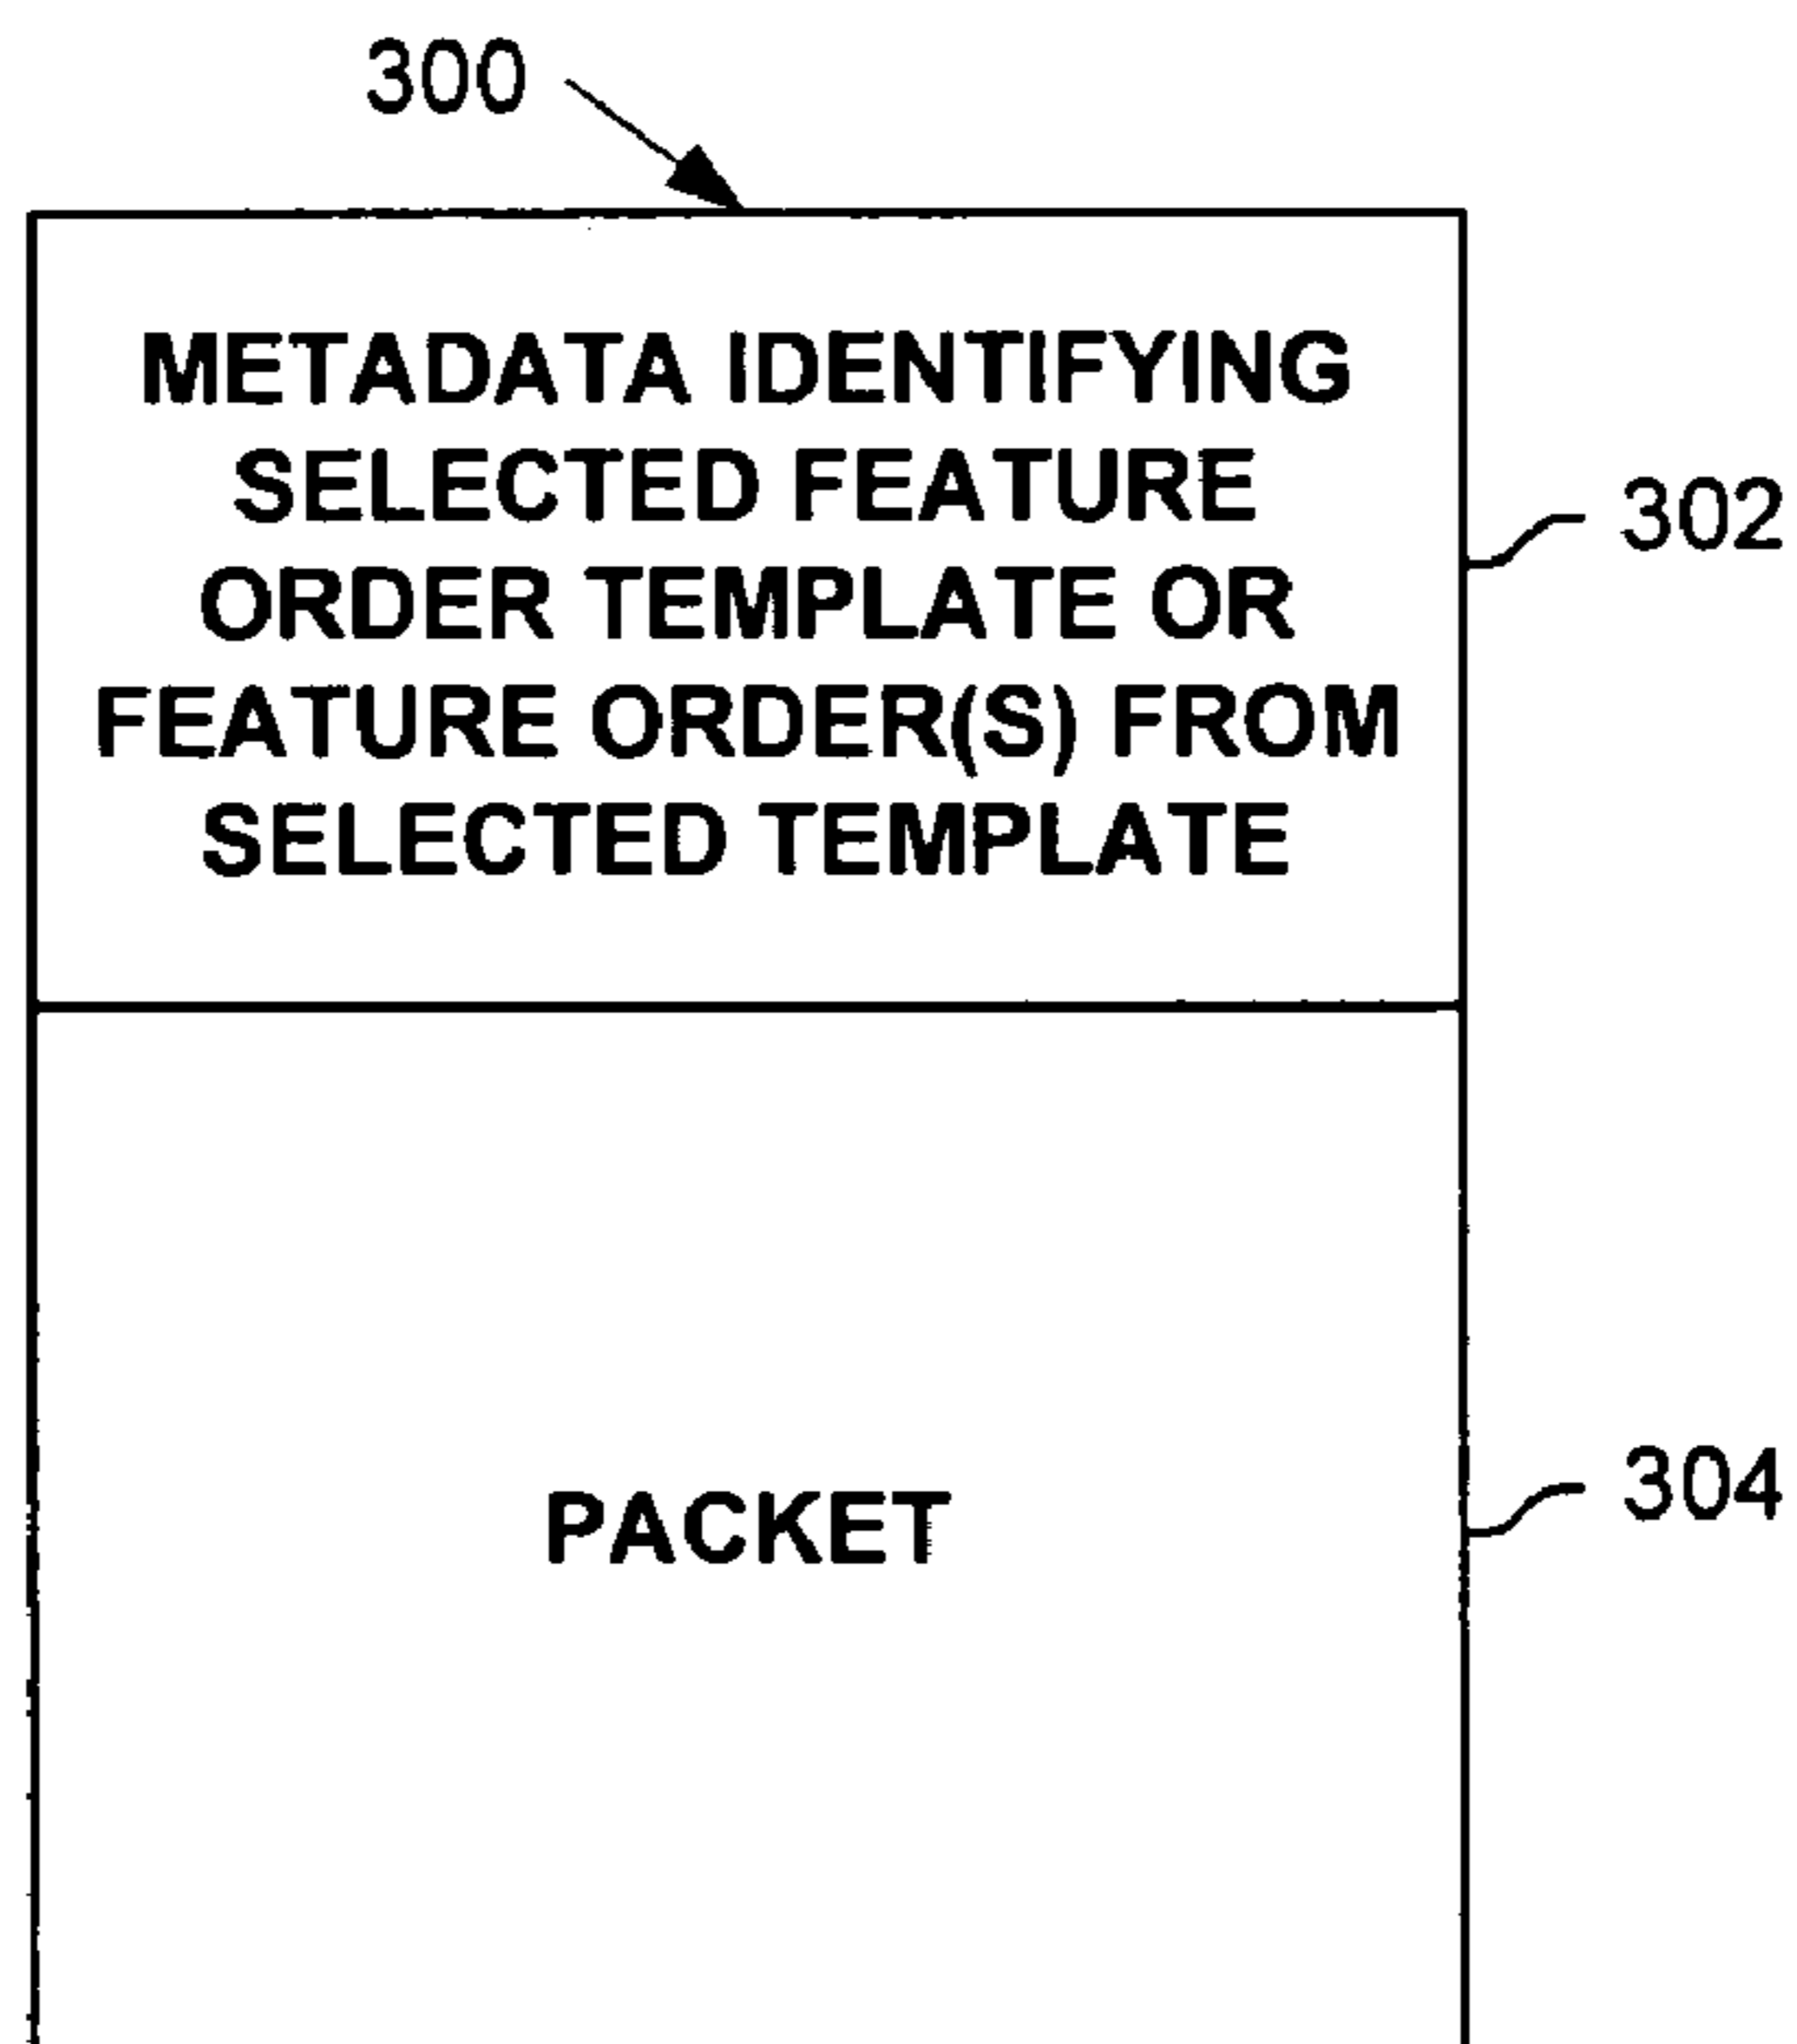 300
METADATA IDENTIFYING
SELECTED FEATURE
302
ORDER TEMPLATE OR
FEATURE ORDER(S) FROM
SELECTED TEMPLATE
PACKET
304